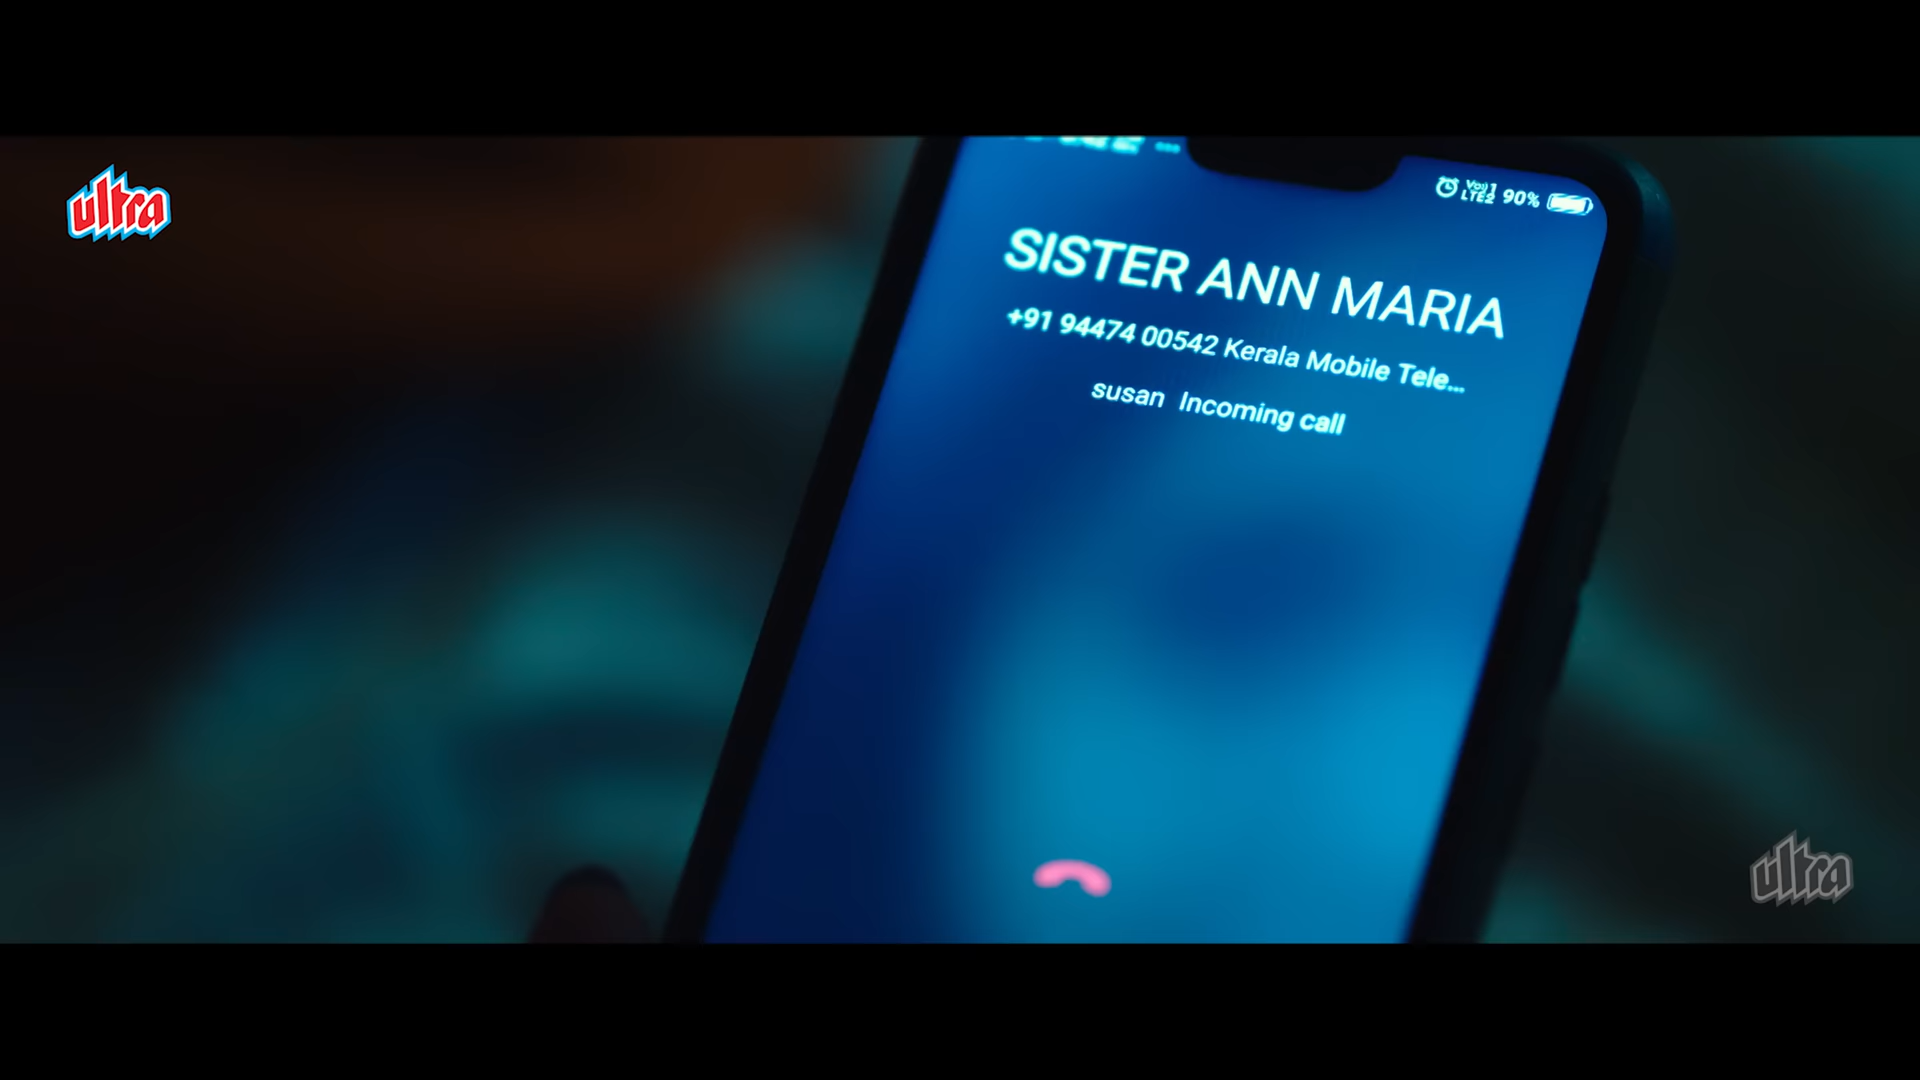 ultra
90%
SISTER ANN MARIA
+91 94474 00542 Kerala Mobile Tele...
susan Incoming call
ultra